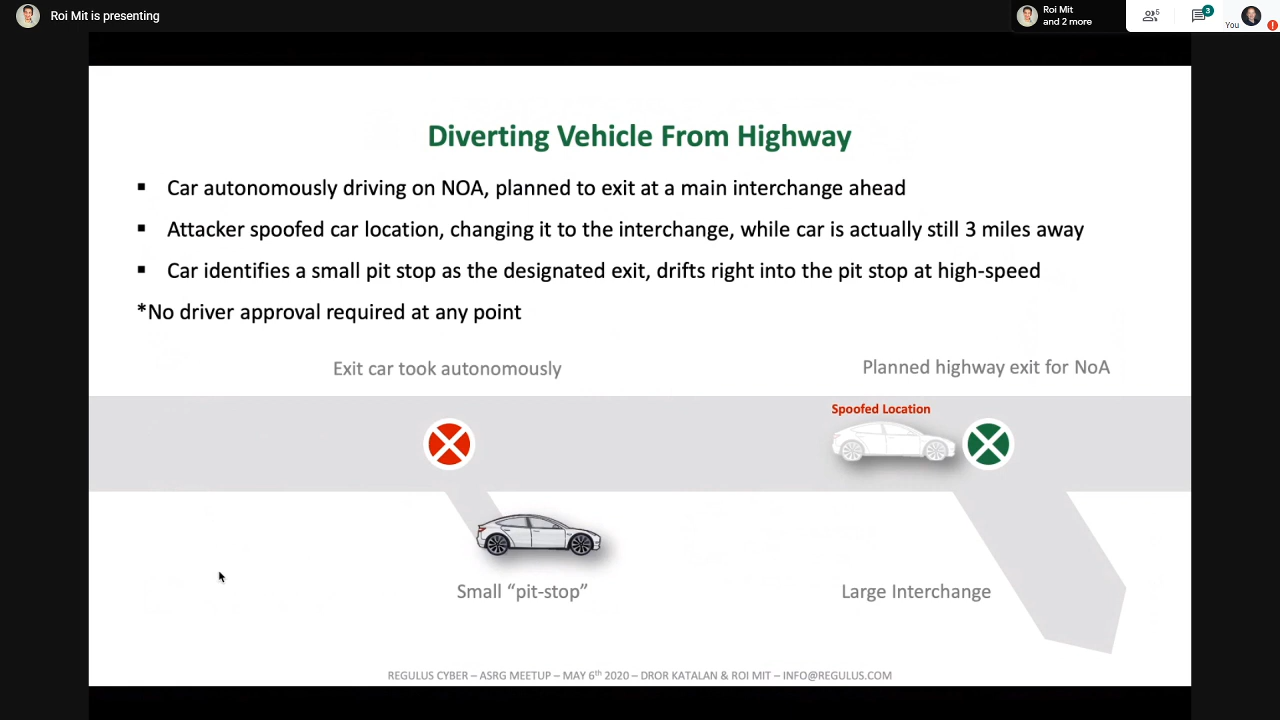 Roi Mit is presenting
Roi Mit
and 2 more
5
3
You
Diverting Vehicle From Highway
▪ Car autonomously driving on NOA, planned to exit at a main interchange ahead
▪ Attacker spoofed car location, changing it to the interchange, while car is actually still 3 miles away
▪ Car identifies a small pit stop as the designated exit, drifts right into the pit stop at high-speed
*No driver approval required at any point
Exit car took autonomously
Planned highway exit for NoA
Spoofed Location
Small “pit-stop”
Large Interchange
REGULUS CYBER – ASRG MEETUP – MAY 6th 2020 – DROR KATALAN & ROI MIT – INFO@REGULUS.COM